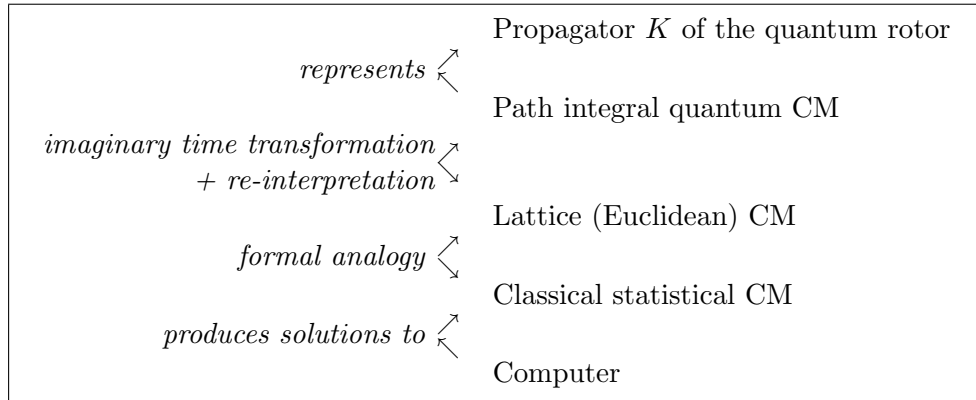 Propagator K of the quantum rotor
represents
Path integral quantum CM
imaginary time transformation
+ re-interpretation
Lattice (Euclidean) CM
formal analogy
Classical statistical CM
produces solutions to
Computer